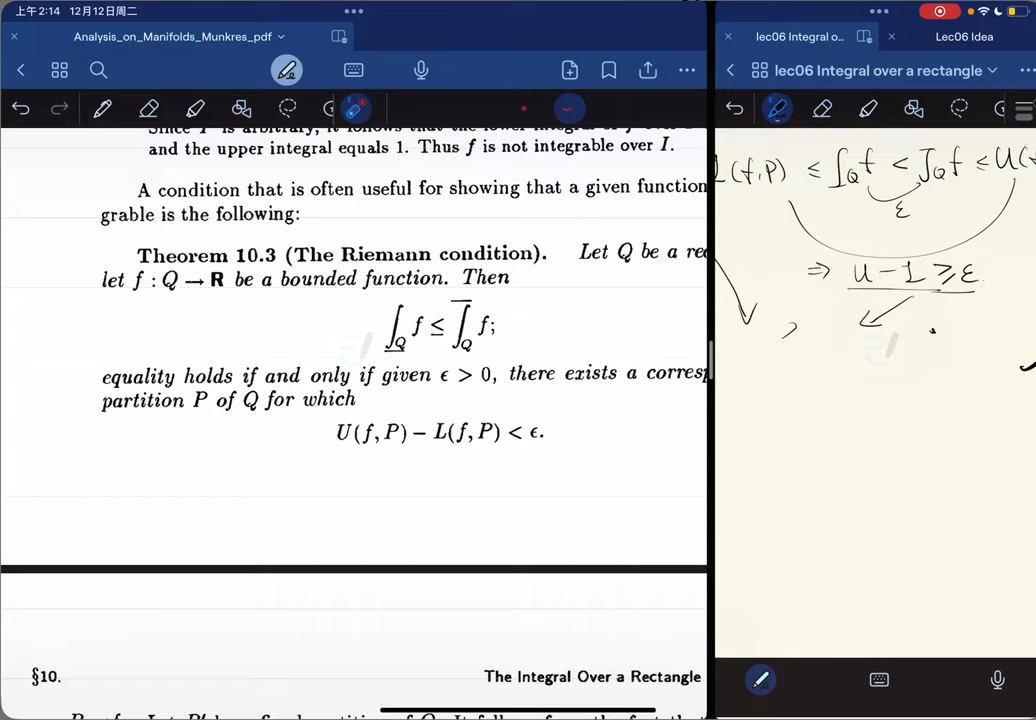 上午2:14 12月12日周二
Analysis_on_Manifolds_Munkres_pdf
lec06 Integral o...
Lec06 Idea
lec06 Integral over a rectangle
and the upper integral equals 1. Thus f is not integrable over I.
A condition that is often useful for showing that a given function
grable is the following:
Theorem 10.3 (The Riemann condition). Let Q be a rec
let f : Q → R be a bounded function. Then
∫_Q f ≤ ∫_Q f;
equality holds if and only if given ϵ > 0, there exists a corresp
partition P of Q for which
U(f, P) − L(f, P) < ϵ.
§10.
The Integral Over a Rectangle
L(f,P) ≤ ∫_Q f < ∫_Q f ≤ U(f
ε
⇒ U - L ≥ ε.